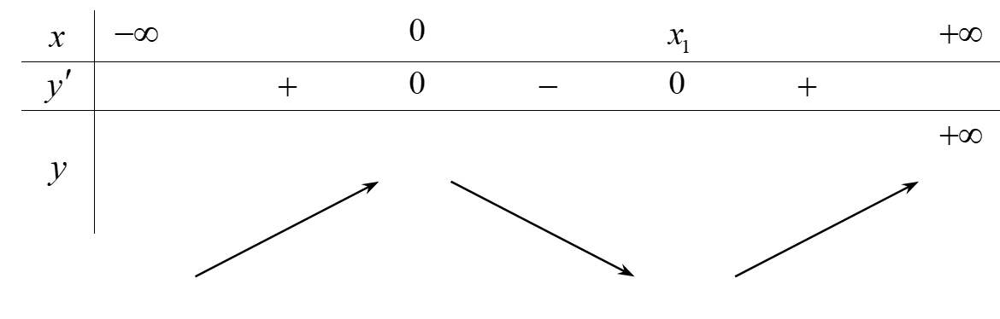 x −∞ 0 x₁ +∞
y′ + 0 − 0 +
+∞
y